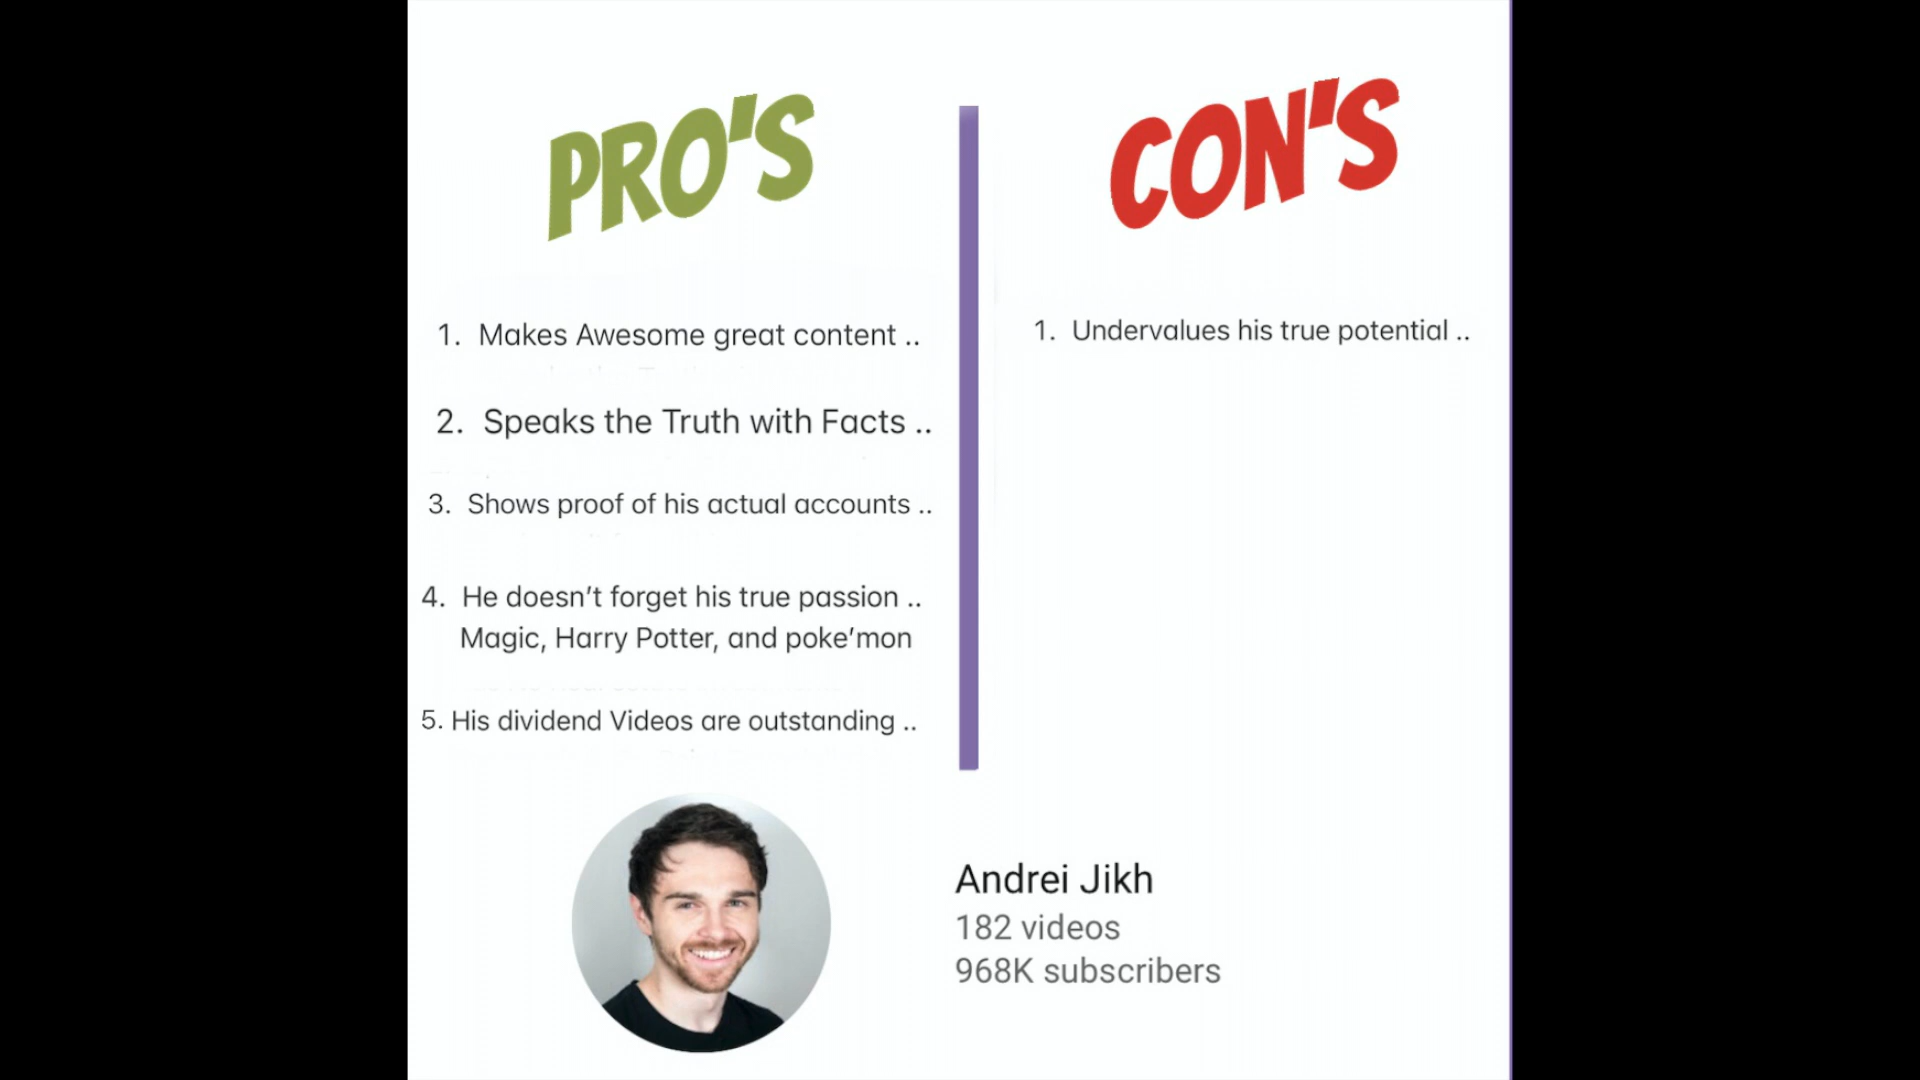 PRO'S
CON'S
1. Makes Awesome great content ..
2. Speaks the Truth with Facts ..
3. Shows proof of his actual accounts ..
4. He doesn't forget his true passion ..
Magic, Harry Potter, and poke'mon
5. His dividend Videos are outstanding ..
1. Undervalues his true potential ..
Andrei Jikh
182 videos
968K subscribers